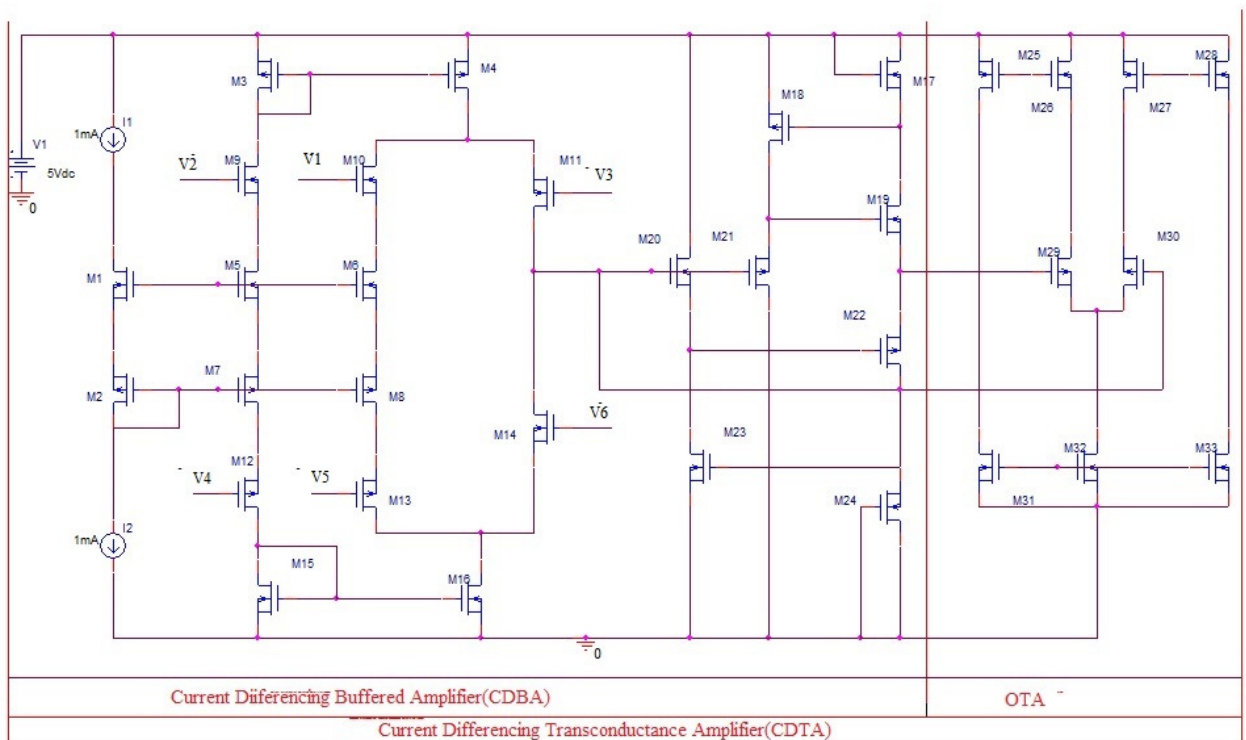 M3
M4
M17
M25
M28
M26
M27
I1
1mA
M18
V1
5Vdc
0
V2
M9
V1
M10
M11
V3
M19
M20
M21
M29
M30
M1
M5
M6
M22
M2
M7
M8
M14
V6
M23
M12
V4
V5
M13
M24
M32
M33
M31
I2
1mA
M15
M16
0
Current Diiferencing Buffered Amplifier(CDBA)
OTA
Current Differencing Transconductance Amplifier(CDTA)